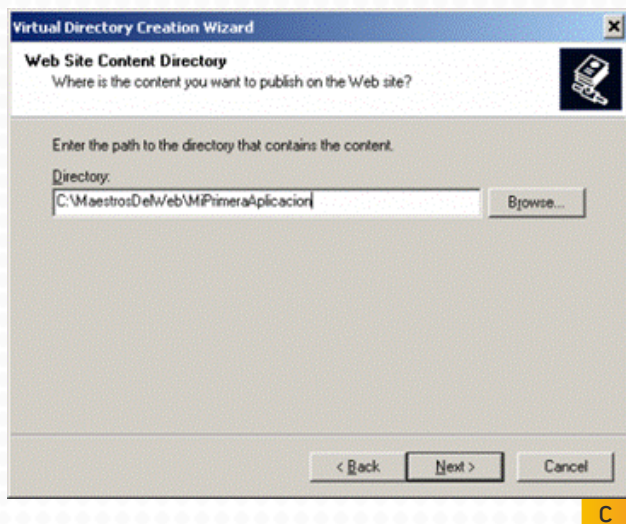 Virtual Directory Creation Wizard
Web Site Content Directory
Where is the content you want to publish on the Web site?
Enter the path to the directory that contains the content.
Directory:
C:\MaestrosDelWeb\MiPrimeraAplicacion
Browse...
< Back Next > Cancel
C